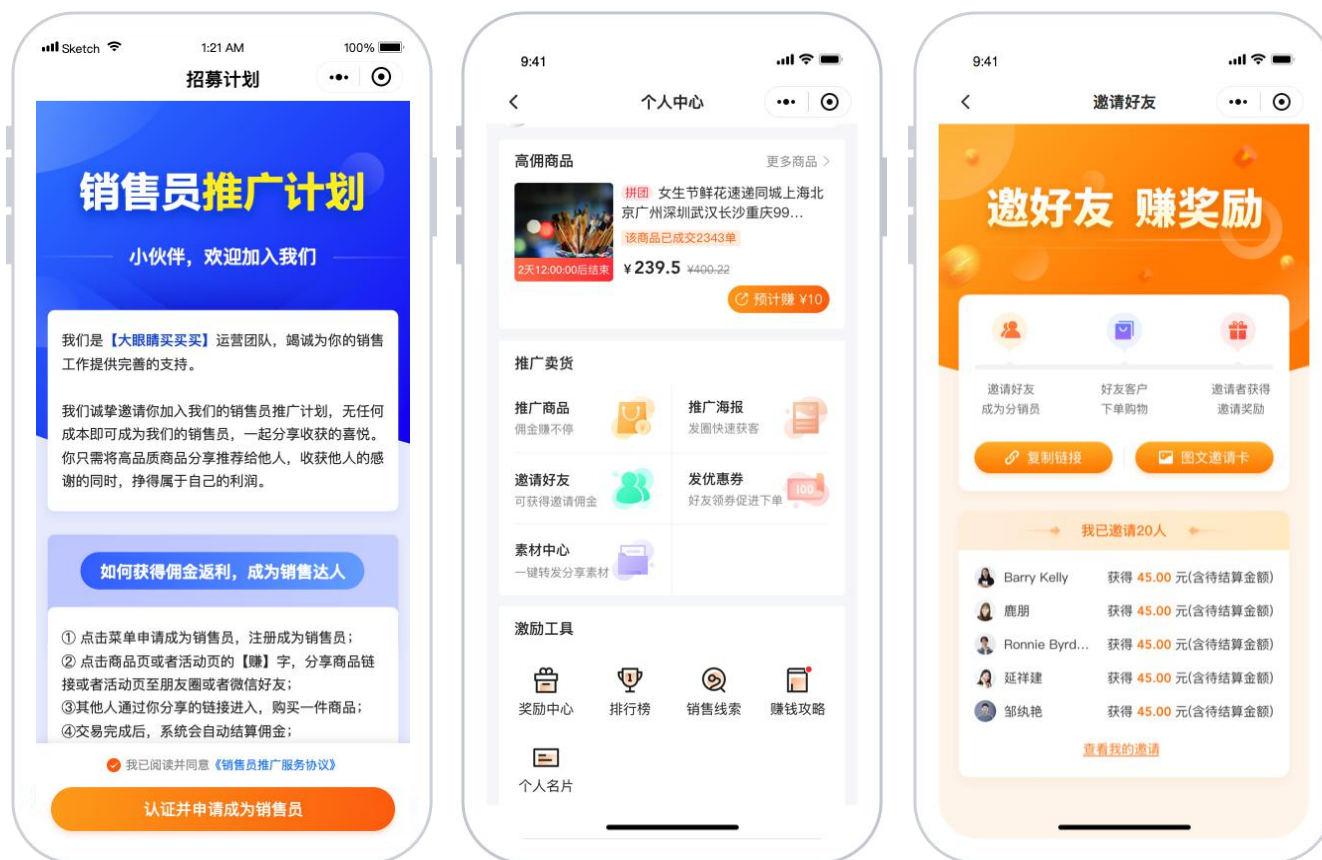 Sketch
1:21 AM
100%
招募计划
销售员推广计划
小伙伴，欢迎加入我们
我们是【大眼睛买买买】运营团队，竭诚为你的销售
工作提供完善的支持。
我们诚挚邀请你加入我们的销售员推广计划，无任何
成本即可成为我们的销售员，一起分享收获的喜悦。
你只需将高品质商品分享推荐给他人，收获他人的感
谢的同时，挣得属于自己的利润。
如何获得佣金返利，成为销售达人
① 点击菜单申请成为销售员，注册成为销售员；
② 点击商品页或者活动页的【赚】字，分享商品链
接或者活动页至朋友圈或者微信好友；
③其他人通过你分享的链接进入，购买一件商品；
④交易完成后，系统会自动结算佣金；
我已阅读并同意《销售员推广服务协议》
认证并申请成为销售员
9:41
个人中心
高佣商品
更多商品 >
拼团 女生节鲜花速递同城上海北
京广州深圳武汉长沙重庆99...
该商品已成交2343单
2天12:00:00后结束
¥239.5 ¥400.22
预计赚 ¥10
推广卖货
推广商品
佣金赚不停
推广海报
发圈快速获客
邀请好友
可获得邀请佣金
发优惠券
好友领券促进下单
100
素材中心
一键转发分享素材
激励工具
1
奖励中心
排行榜
销售线索
赚钱攻略
个人名片
9:41
邀请好友
邀好友 赚奖励
邀请好友
成为分销员
好友客户
下单购物
邀请者获得
邀请奖励
复制链接
图文邀请卡
我已邀请20人
Barry Kelly 获得 45.00 元(含待结算金额)
鹿朋 获得 45.00 元(含待结算金额)
Ronnie Byrd... 获得 45.00 元(含待结算金额)
延祥建 获得 45.00 元(含待结算金额)
邹纨艳 获得 45.00 元(含待结算金额)
查看我的邀请